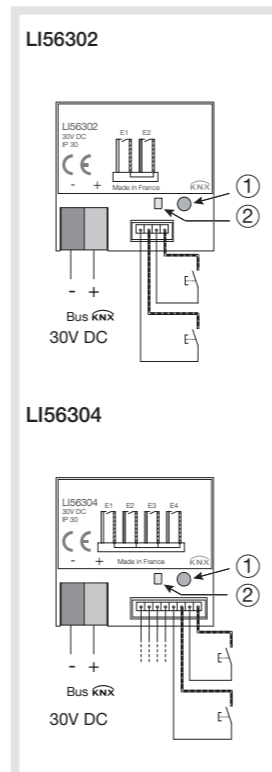 LI56302
LI56302
30V DC
IP 30
E1 E2
CE
- +
Made in France
KNX
1
2
- +
Bus KNX
30V DC
LI56304
LI56304
30V DC
IP 30
E1 E2 E3 E4
CE
- +
Made in France
KNX
1
2
- +
Bus KNX
30V DC